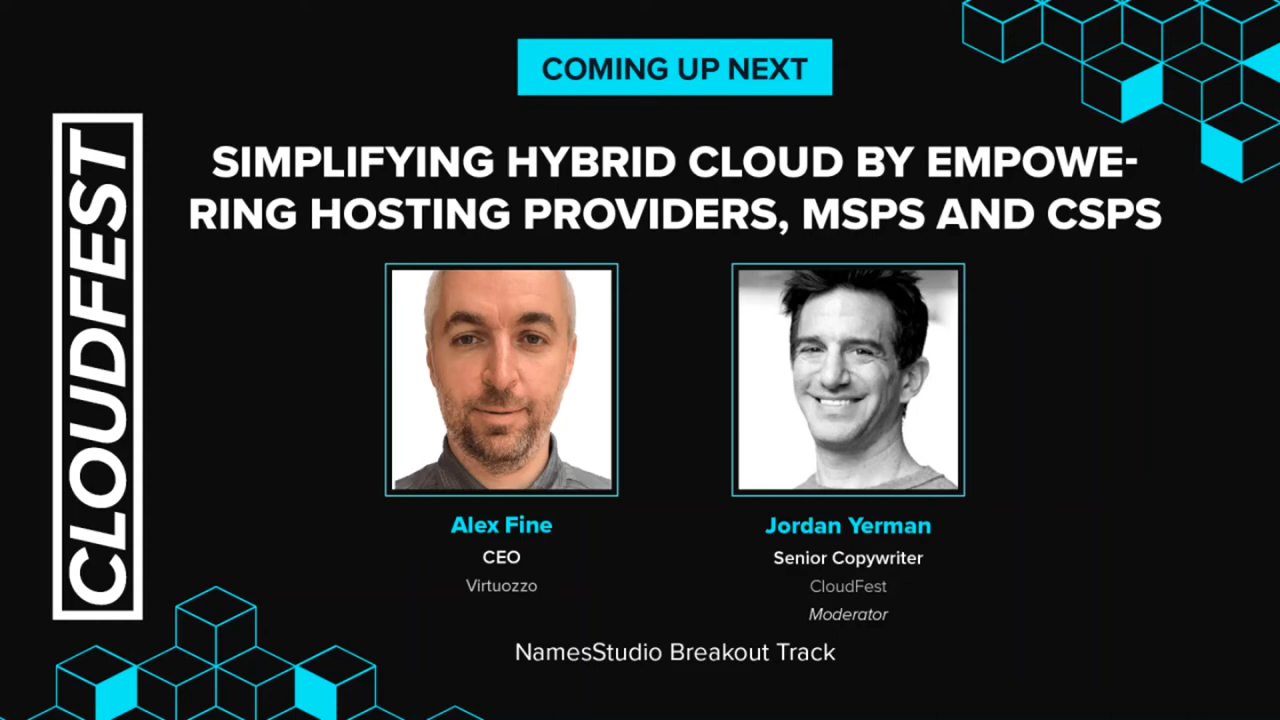 COMING UP NEXT
SIMPLIFYING HYBRID CLOUD BY EMPOWE-
RING HOSTING PROVIDERS, MSPS AND CSPS
CLOUDFEST
Alex Fine
CEO
Virtuozzo
Jordan Yerman
Senior Copywriter
CloudFest
Moderator
NamesStudio Breakout Track